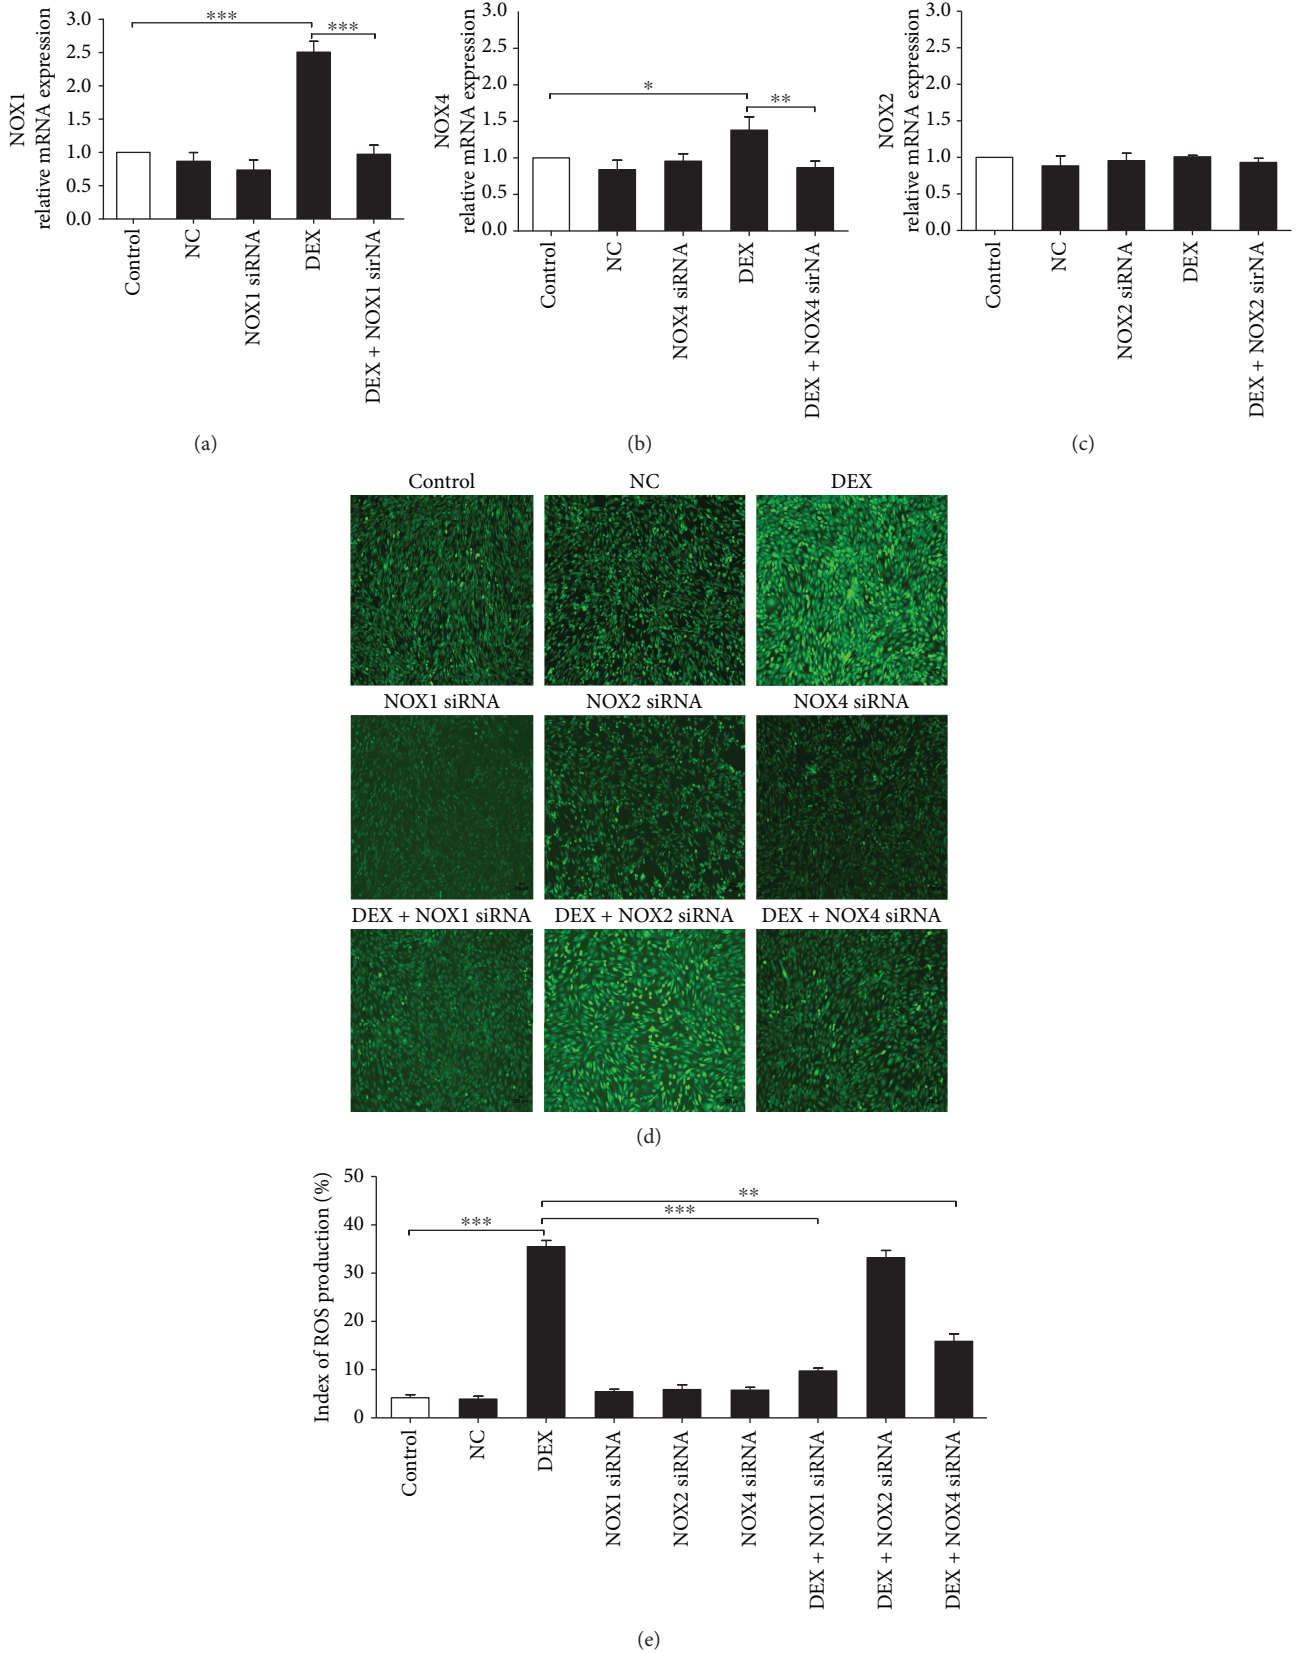 NOX1
relative mRNA expression
3.0
2.5
2.0
1.5
1.0
0.5
0.0
***
***
Control
NC
NOX1 siRNA
DEX
DEX + NOX1 sirNA
(a)
NOX4
relative mRNA expression
3.0
2.5
2.0
1.5
1.0
0.5
0.0
*
**
Control
NC
NOX4 siRNA
DEX
DEX + NOX4 sirNA
(b)
NOX2
relative mRNA expression
3.0
2.5
2.0
1.5
1.0
0.5
0.0
Control
NC
NOX2 siRNA
DEX
DEX + NOX2 sirNA
(c)
Control
NC
DEX
NOX1 siRNA
NOX2 siRNA
NOX4 siRNA
DEX + NOX1 siRNA
DEX + NOX2 siRNA
DEX + NOX4 siRNA
(d)
Index of ROS production (%)
50
40
30
20
10
0
***
***
**
Control
NC
DEX
NOX1 siRNA
NOX2 siRNA
NOX4 siRNA
DEX + NOX1 siRNA
DEX + NOX2 siRNA
DEX + NOX4 siRNA
(e)